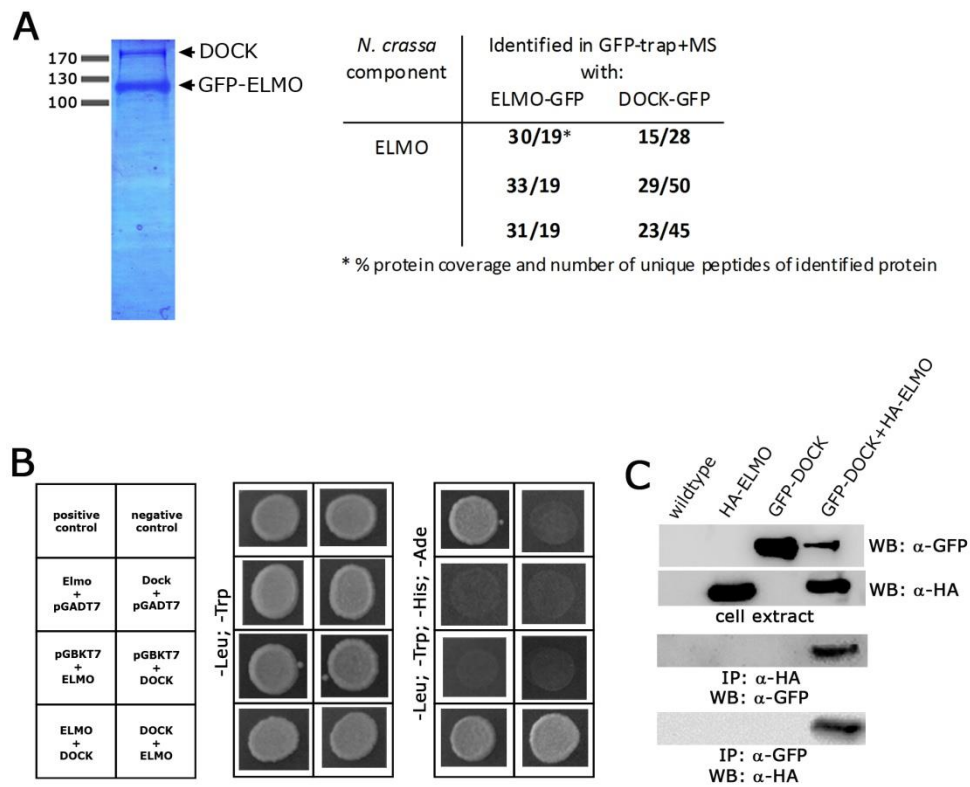 A
170
130
100
DOCK
GFP-ELMO
N. crassa
component
Identified in GFP-trap+MS
with:
ELMO-GFP DOCK-GFP
ELMO
30/19* 15/28
33/19 29/50
31/19 23/45
* % protein coverage and number of unique peptides of identified protein
B
positive
control
negative
control
Elmo
+
pGADT7
Dock
+
pGADT7
pGBKT7
+
ELMO
pGBKT7
+
DOCK
ELMO
+
DOCK
DOCK
+
ELMO
-Leu; -Trp
-Leu; -Trp; -His; -Ade
C
wildtype
HA-ELMO
GFP-DOCK
GFP-DOCK+HA-ELMO
WB: α-GFP
WB: α-HA
cell extract
IP: α-HA
WB: α-GFP
IP: α-GFP
WB: α-HA